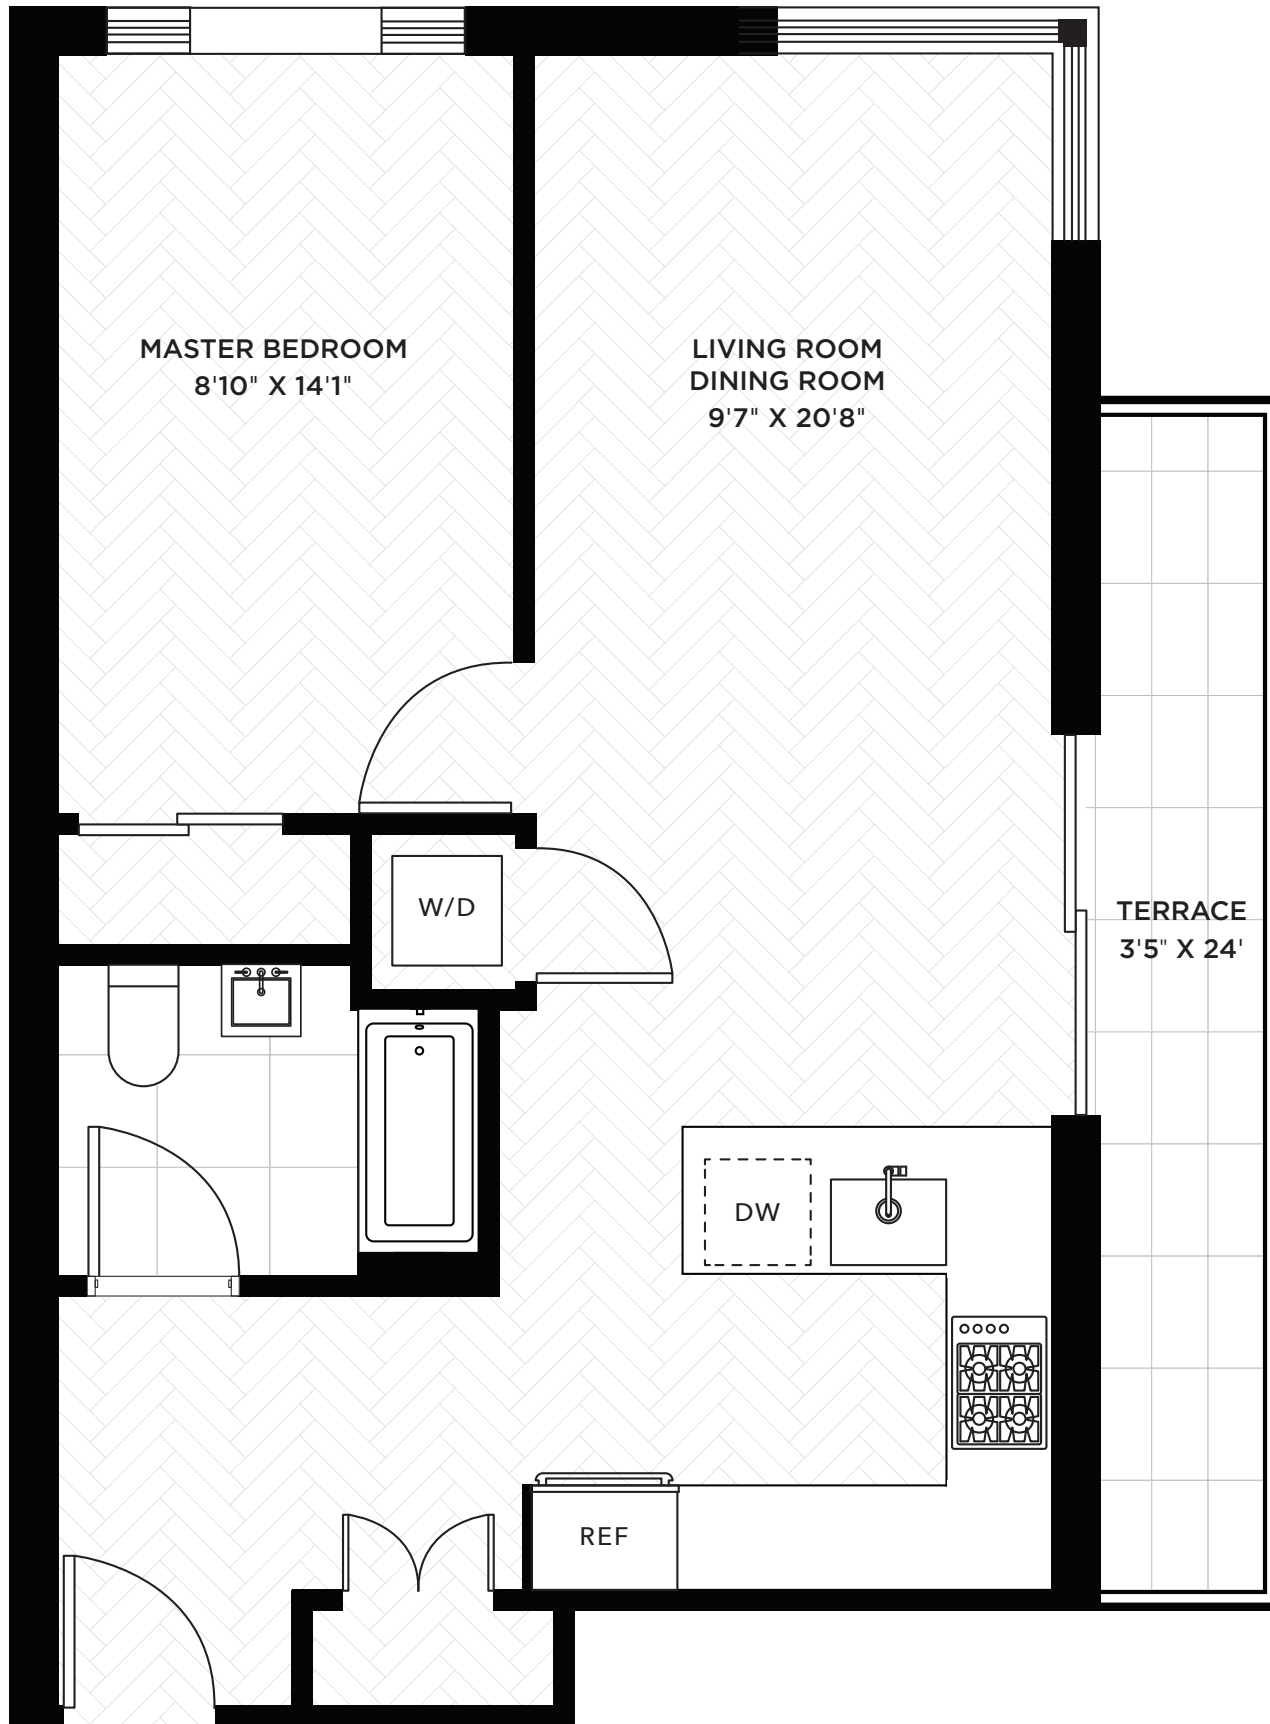 MASTER BEDROOM
8'10" X 14'1"
LIVING ROOM
DINING ROOM
9'7" X 20'8"
W/D
TERRACE
3'5" X 24'
DW
REF